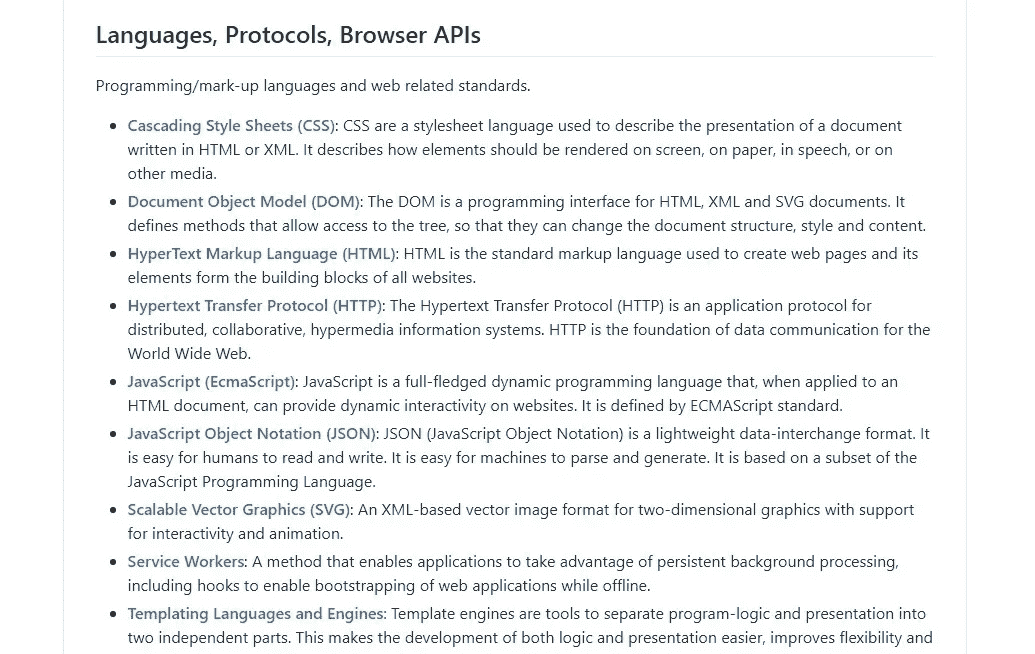 Languages, Protocols, Browser APIs
Programming/mark-up languages and web related standards.
Cascading Style Sheets (CSS): CSS are a stylesheet language used to describe the presentation of a document
written in HTML or XML. It describes how elements should be rendered on screen, on paper, in speech, or on
other media.
Document Object Model (DOM): The DOM is a programming interface for HTML, XML and SVG documents. It
defines methods that allow access to the tree, so that they can change the document structure, style and content.
HyperText Markup Language (HTML): HTML is the standard markup language used to create web pages and its
elements form the building blocks of all websites.
Hypertext Transfer Protocol (HTTP): The Hypertext Transfer Protocol (HTTP) is an application protocol for
distributed, collaborative, hypermedia information systems. HTTP is the foundation of data communication for the
World Wide Web.
JavaScript (EcmaScript): JavaScript is a full-fledged dynamic programming language that, when applied to an
HTML document, can provide dynamic interactivity on websites. It is defined by ECMAScript standard.
JavaScript Object Notation (JSON): JSON (JavaScript Object Notation) is a lightweight data-interchange format. It
is easy for humans to read and write. It is easy for machines to parse and generate. It is based on a subset of the
JavaScript Programming Language.
Scalable Vector Graphics (SVG): An XML-based vector image format for two-dimensional graphics with support
for interactivity and animation.
Service Workers: A method that enables applications to take advantage of persistent background processing,
including hooks to enable bootstrapping of web applications while offline.
Templating Languages and Engines: Template engines are tools to separate program-logic and presentation into
two independent parts. This makes the development of both logic and presentation easier, improves flexibility and